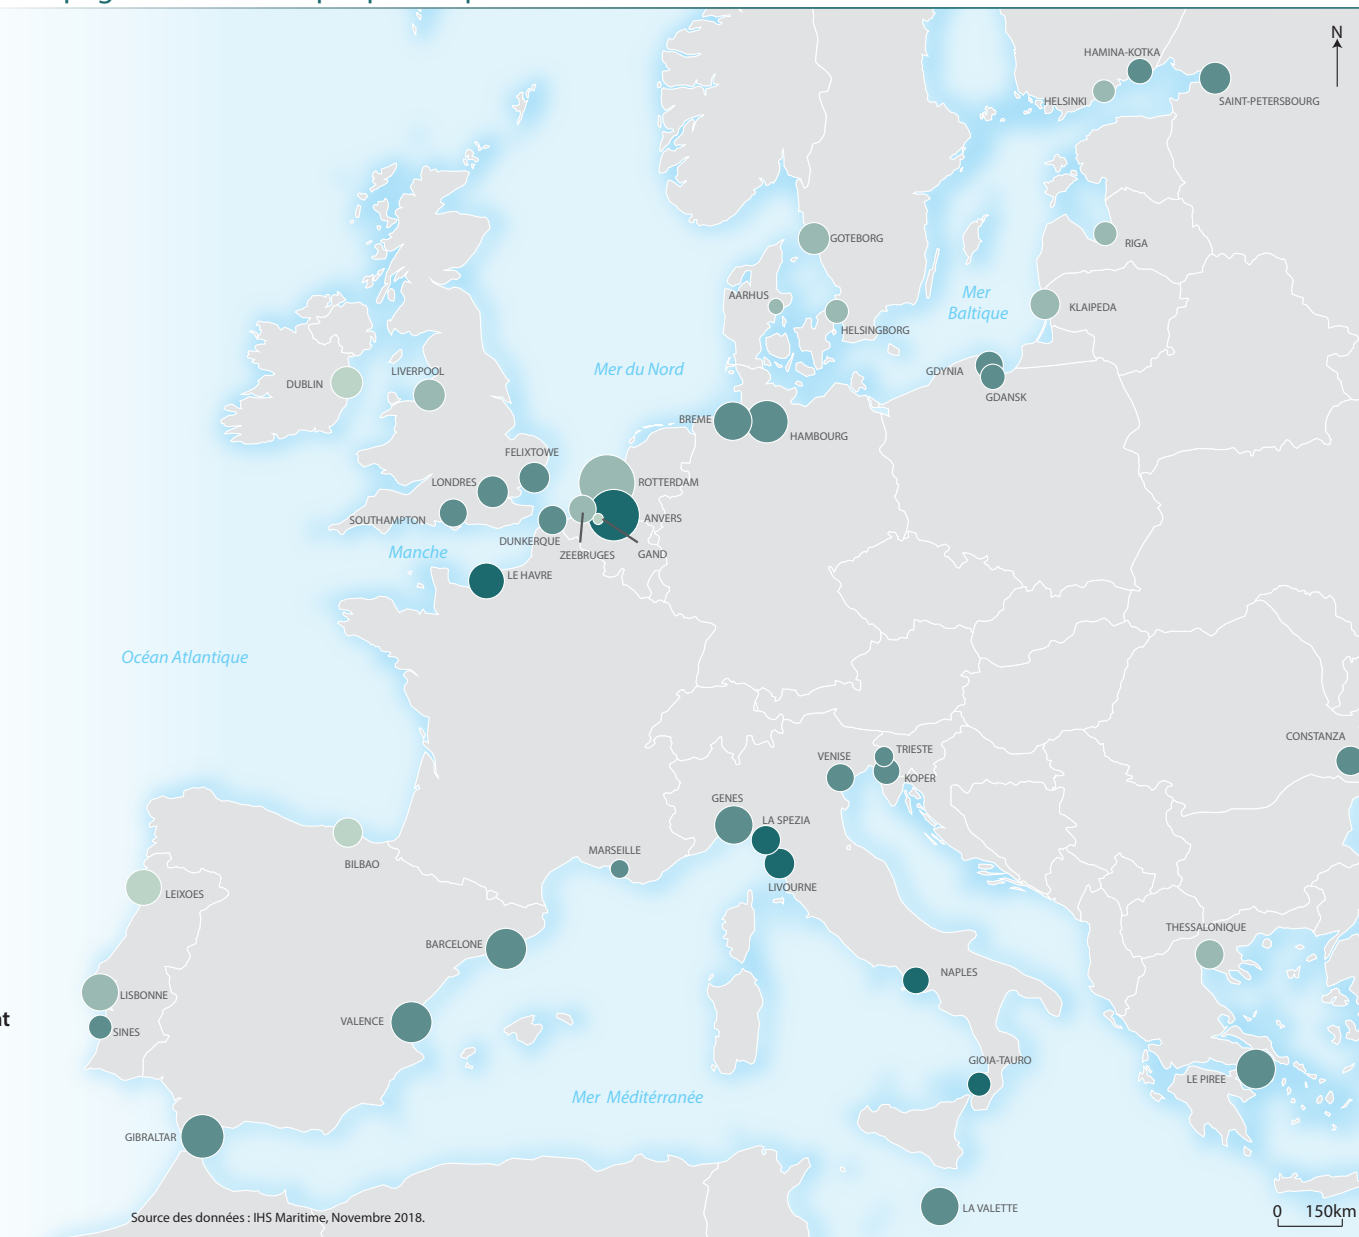 N
HAMINA-KOTKA
HELSINKI
SAINT-PETERSBOURG
GOTEBORG
RIGA
AARHUS
Mer
Baltique
KLAIPEDA
HELSINGBORG
Mer du Nord
GDYNIA
LIVERPOOL
DUBLIN
GDANSK
BREME
HAMBOURG
FELIXTOWE
LONDRES
ROTTERDAM
SOUTHAMPTON
ANVERS
DUNKERQUE
Manche
ZEEBRUGES
GAND
LE HAVRE
Océan Atlantique
CONSTANZA
TRIESTE
VENISE
KOPER
GENES
LA SPEZIA
MARSEILLE
BILBAO
LIVOURNE
LEIXOES
THESSALONIQUE
BARCELONE
NAPLES
LISBONNE
VALENCE
SINES
GIOIA-TAURO
LE PIREE
Mer Méditérranée
GIBRALTAR
LA VALETTE
0 150km
Source des données : IHS Maritime, Novembre 2018.